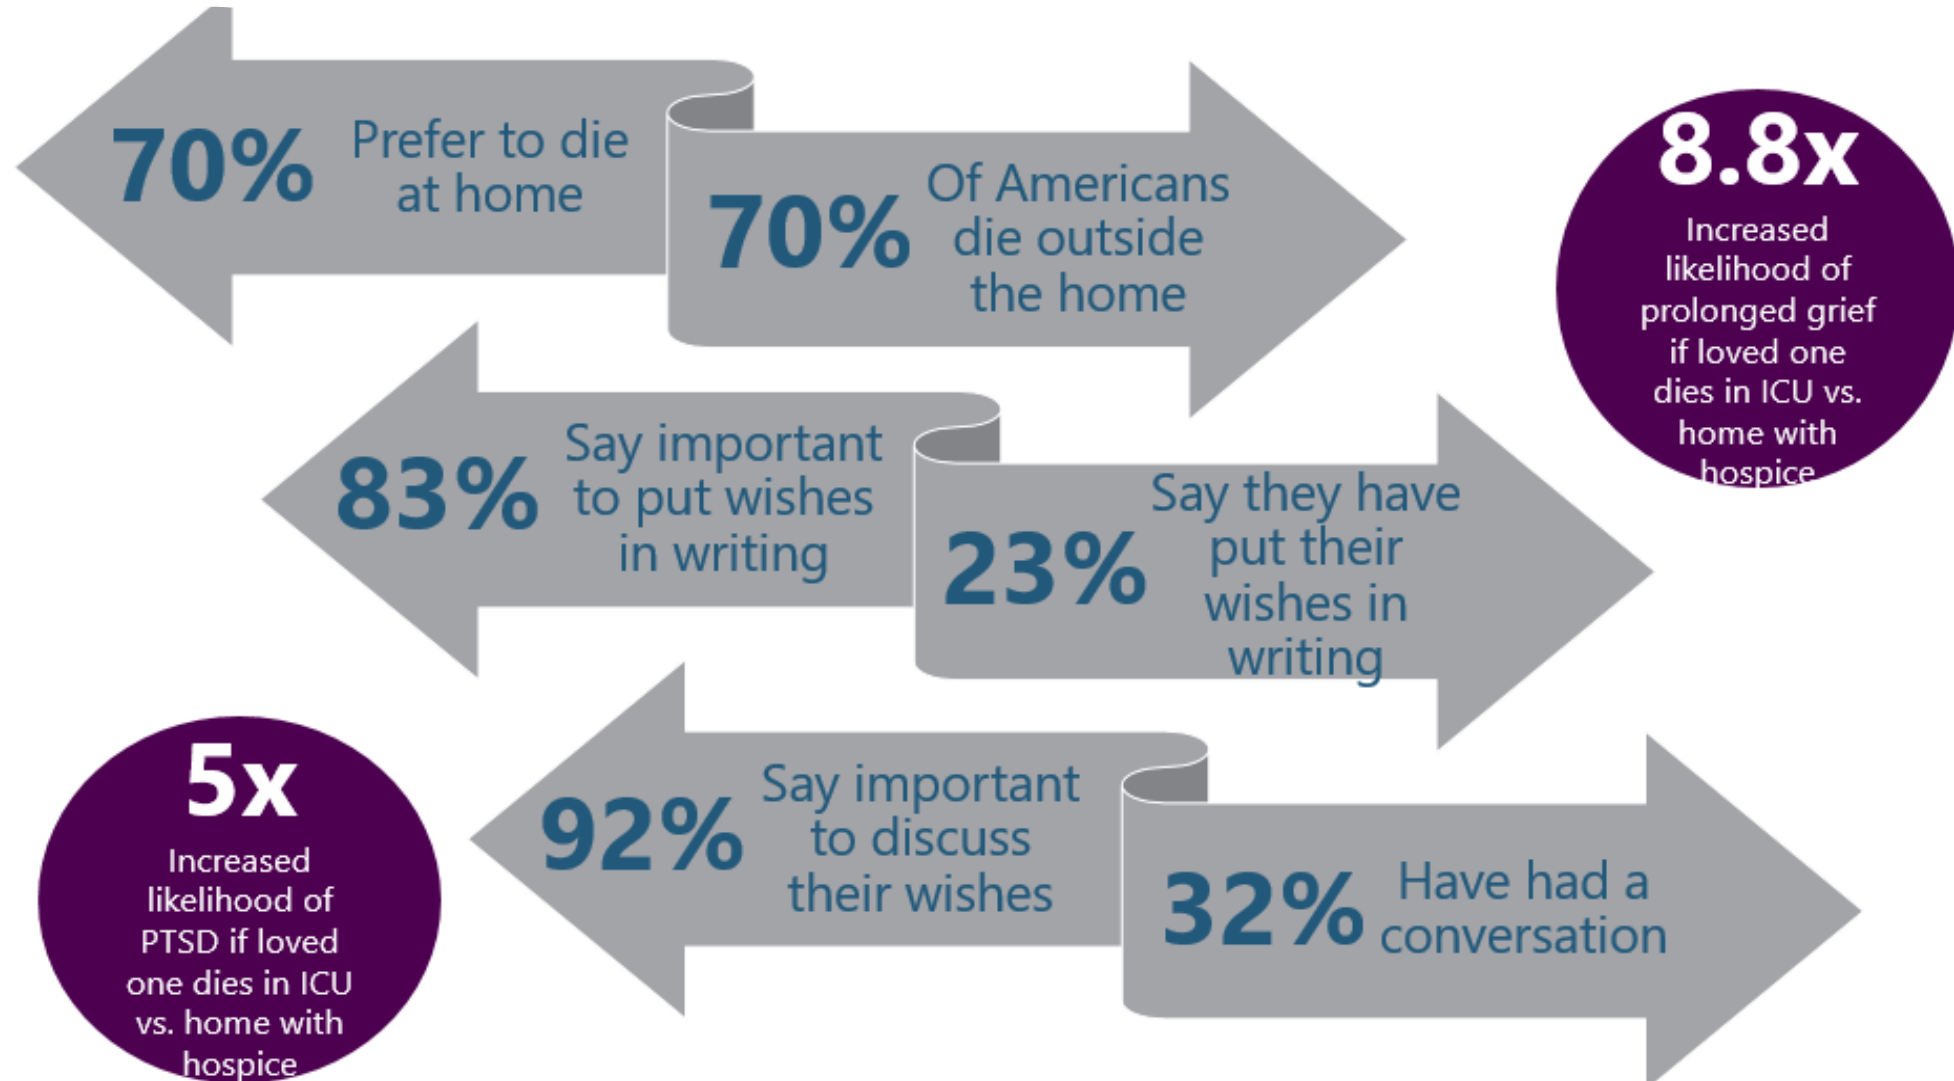 70%
Prefer to die
at home
70%
Of Americans
die outside
the home
8.8x
Increased
likelihood of
prolonged grief
if loved one
dies in ICU vs.
home with
hospice
83%
Say important
to put wishes
in writing
23%
Say they have
put their
wishes in
writing
5x
Increased
likelihood of
PTSD if loved
one dies in ICU
vs. home with
hospice
92%
Say important
to discuss
their wishes
32%
Have had a
conversation